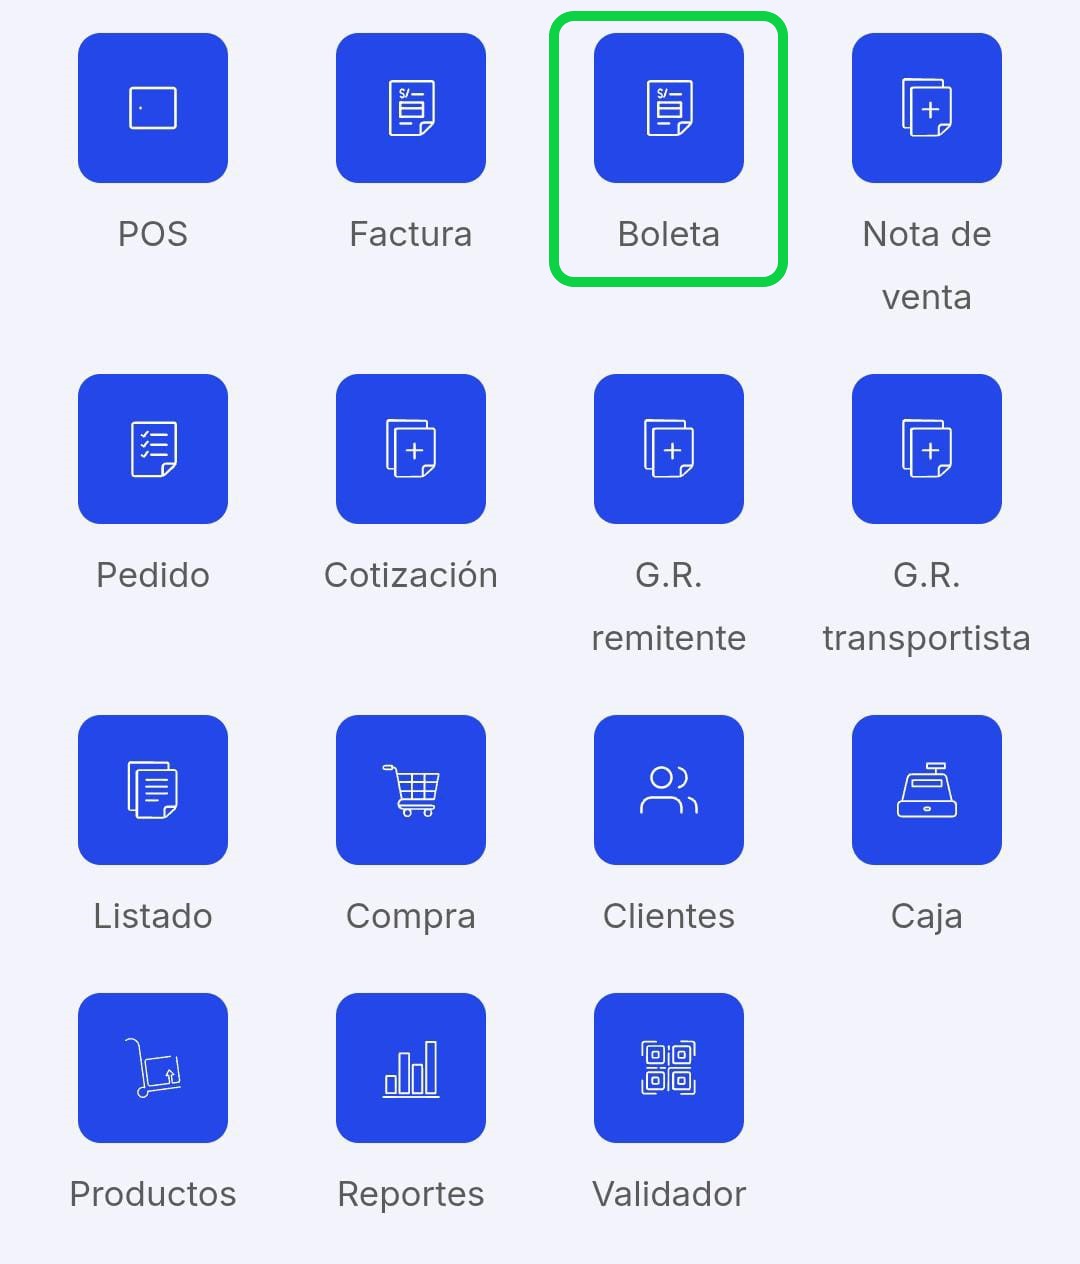 POS
Factura
S/
Boleta
S/
Nota de
venta
Pedido
Cotización
G.R.
remitente
G.R.
transportista
Listado
Compra
Clientes
Caja
Productos
Reportes
Validador